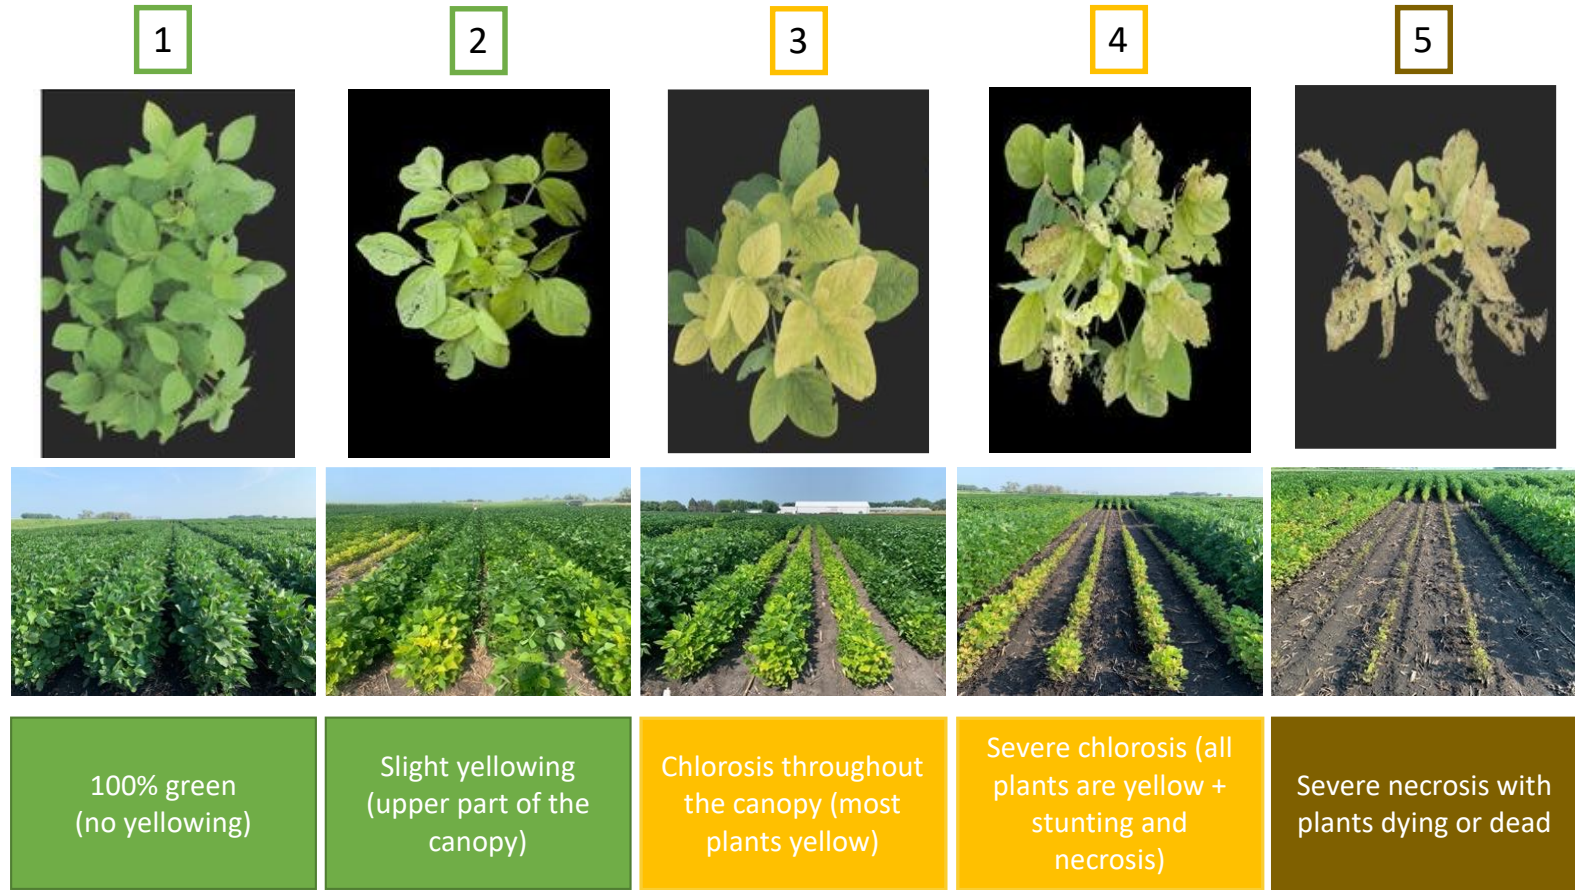 1
2
3
4
5
100% green
(no yellowing)
Slight yellowing
(upper part of the
canopy)
Chlorosis throughout
the canopy (most
plants yellow)
Severe chlorosis (all
plants are yellow +
stunting and
necrosis)
Severe necrosis with
plants dying or dead